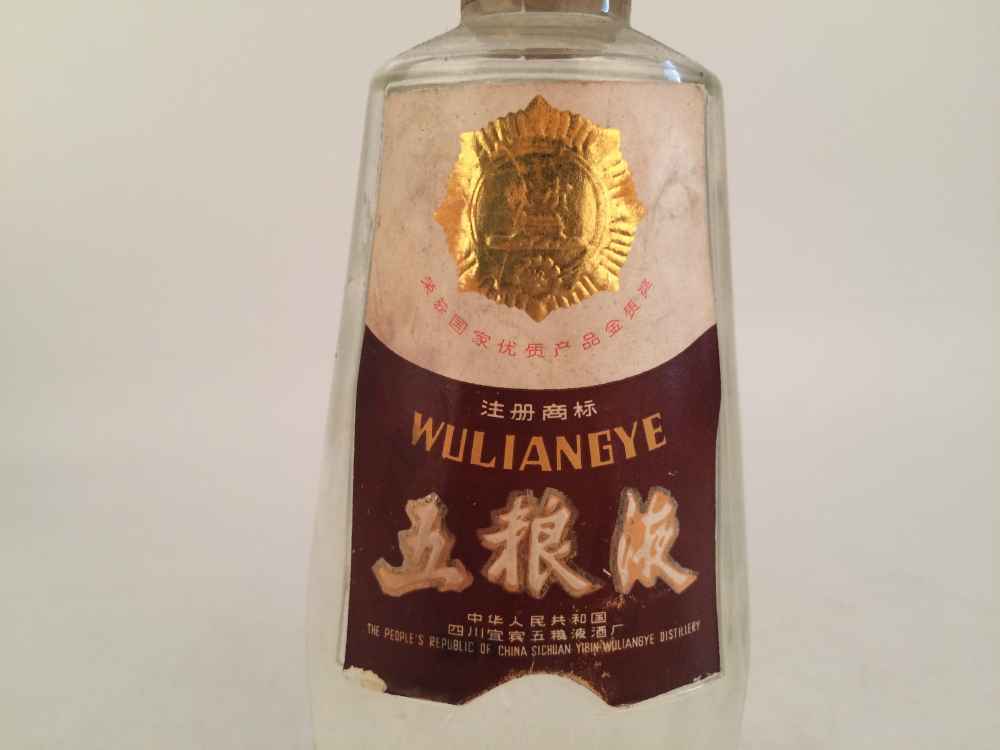 荣获国家优质产品金质奖
注册商标
WULIANGYE
五粮液
中华人民共和国
四川宜宾五粮液酒厂
THE PEOPLE'S REPUBLIC OF CHINA SICHUAN YIBIN WULIANGYE DISTILLERY